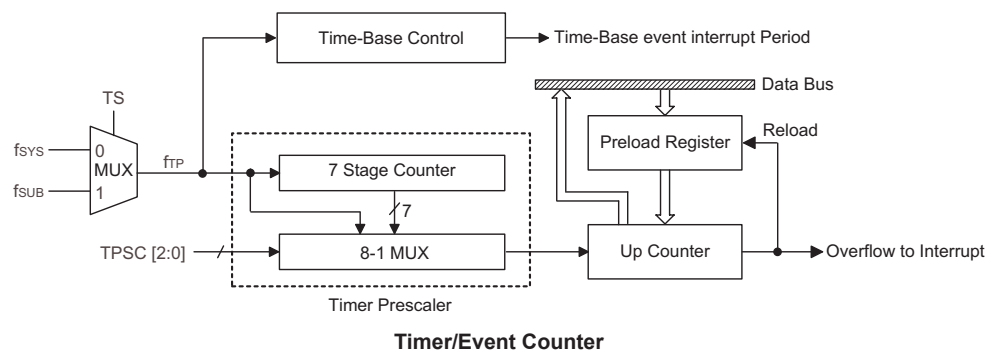 Time-Base Control
Time-Base event interrupt Period
Data Bus
TS
Preload Register
Reload
fSYS
0
MUX
fTP
7 Stage Counter
fSUB
1
7
TPSC [2:0]
8-1 MUX
Up Counter
Overflow to Interrupt
Timer Prescaler
Timer/Event Counter